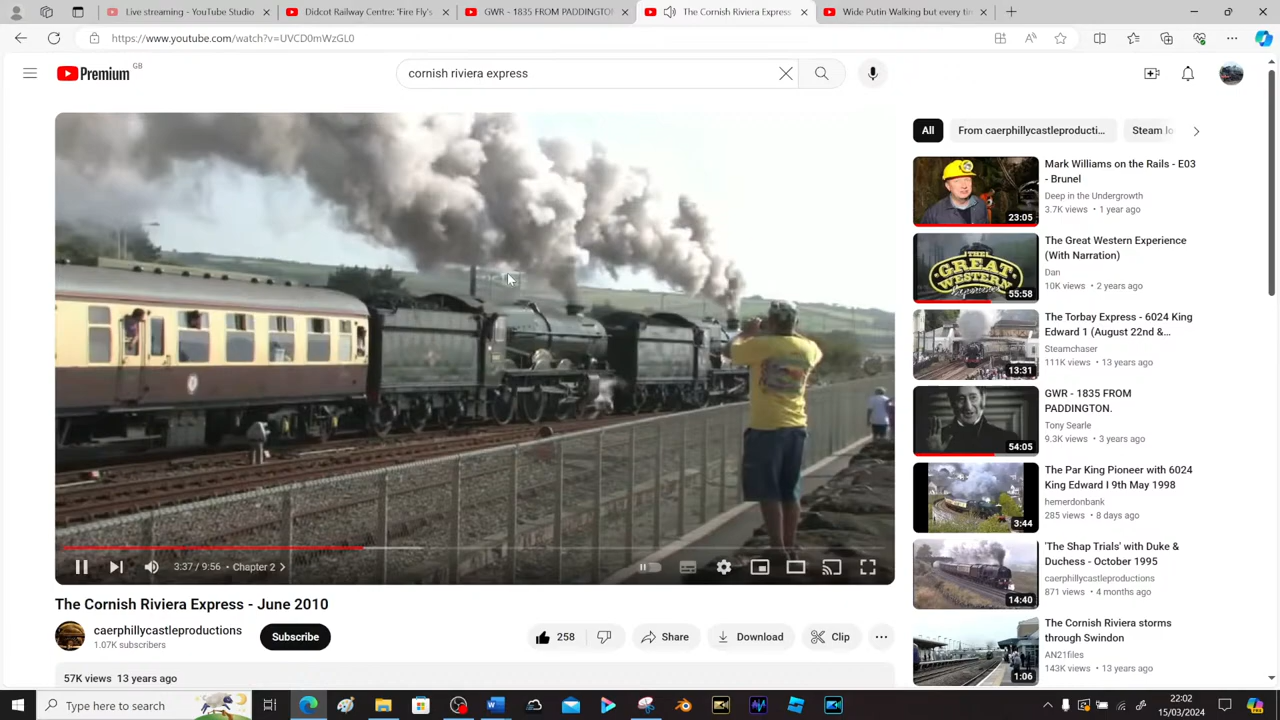 Live streaming
Didcot Railway Centre: 'Fire Fly's
GWR - 1835 FROM PADDINGTON
The Cornish Riviera Express
Wide Putin Walking but every tim
https://www.youtube.com/watch?v=UVCD0mWzGL0
Premium GB
cornish riviera express
All
From caerphillycastleproducti...
Steam lo
Mark Williams on the Rails - E03
- Brunel
Deep in the Undergrowth
3.7K views • 1 year ago
23:05
The Great Western Experience
(With Narration)
Dan
10K views • 2 years ago
THE
GREAT
WESTERN
Experience
55:58
The Torbay Express - 6024 King
Edward 1 (August 22nd &...
Steamchaser
111K views • 13 years ago
13:31
GWR - 1835 FROM
PADDINGTON.
Tony Searle
9.3K views • 3 years ago
54:05
The Par King Pioneer with 6024
King Edward I 9th May 1998
hemerdonbank
285 views • 8 days ago
3:44
'The Shap Trials' with Duke &
Duchess - October 1995
caerphillycastleproductions
871 views • 4 months ago
14:40
The Cornish Riviera storms
through Swindon
AN21files
143K views • 13 years ago
1:06
3:37 / 9:56 • Chapter 2
The Cornish Riviera Express - June 2010
caerphillycastleproductions
1.07K subscribers
Subscribe
258
Share
Download
Clip
57K views 13 years ago
Type here to search
22:02
15/03/2024